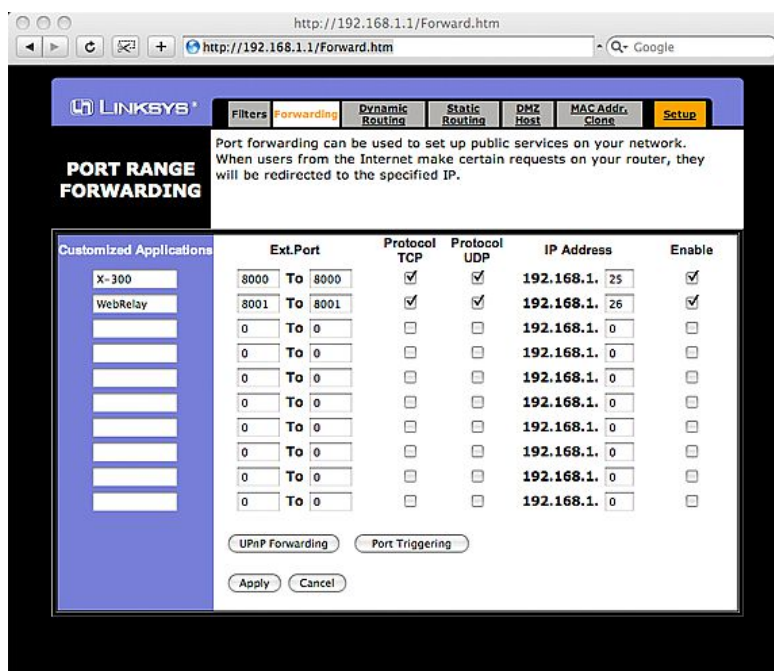 http://192.168.1.1/Forward.htm
http://192.168.1.1/Forward.htm
Google
LINKSYS®
Filters Forwarding Dynamic Routing Static Routing DMZ Host MAC Addr. Clone Setup
PORT RANGE FORWARDING
Port forwarding can be used to set up public services on your network.
When users from the Internet make certain requests on your router, they
will be redirected to the specified IP.
Customized Applications Ext.Port Protocol TCP Protocol UDP IP Address Enable
X-300 8000 To 8000 192.168.1. 25
WebRelay 8001 To 8001 192.168.1. 26
0 To 0 192.168.1. 0
0 To 0 192.168.1. 0
0 To 0 192.168.1. 0
0 To 0 192.168.1. 0
0 To 0 192.168.1. 0
0 To 0 192.168.1. 0
0 To 0 192.168.1. 0
0 To 0 192.168.1. 0
UPnP Forwarding Port Triggering
Apply Cancel